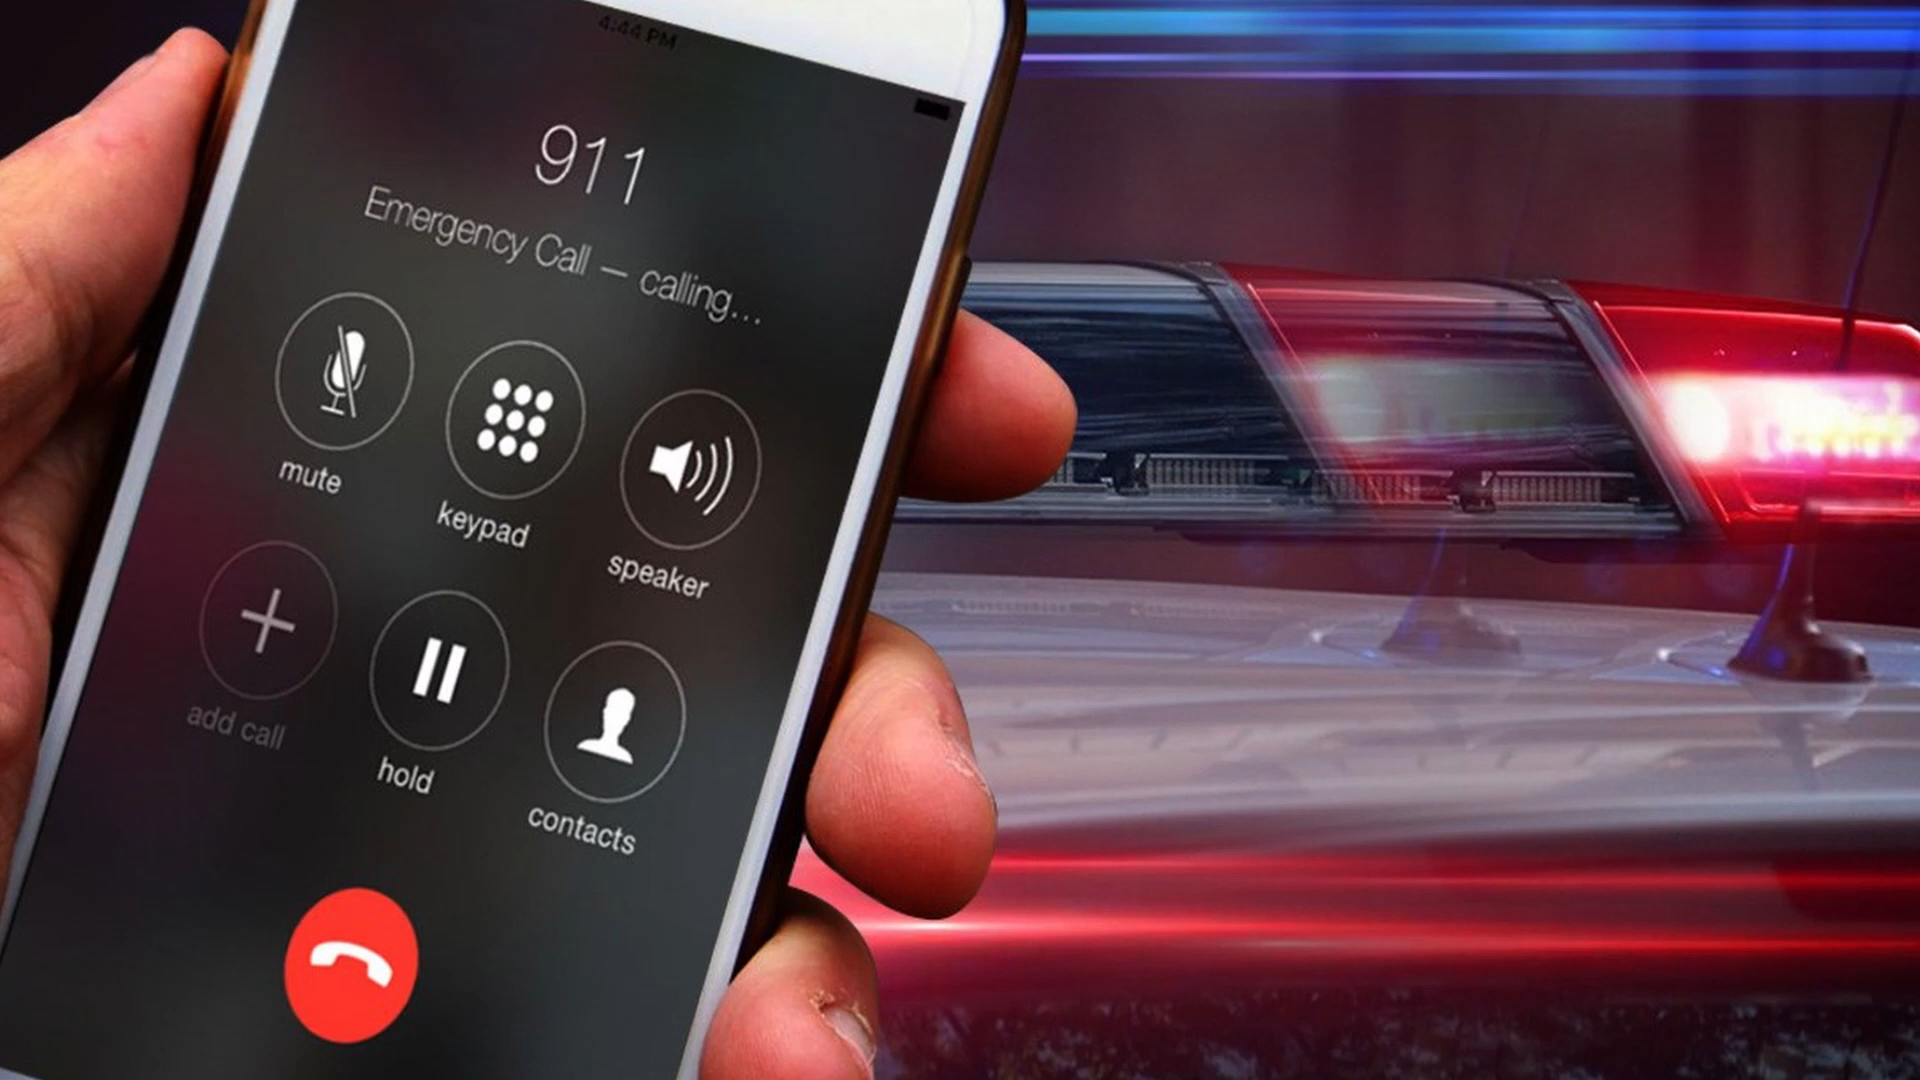 4:44 PM
911
Emergency Call – calling...
mute
keypad
speaker
add call
hold
contacts